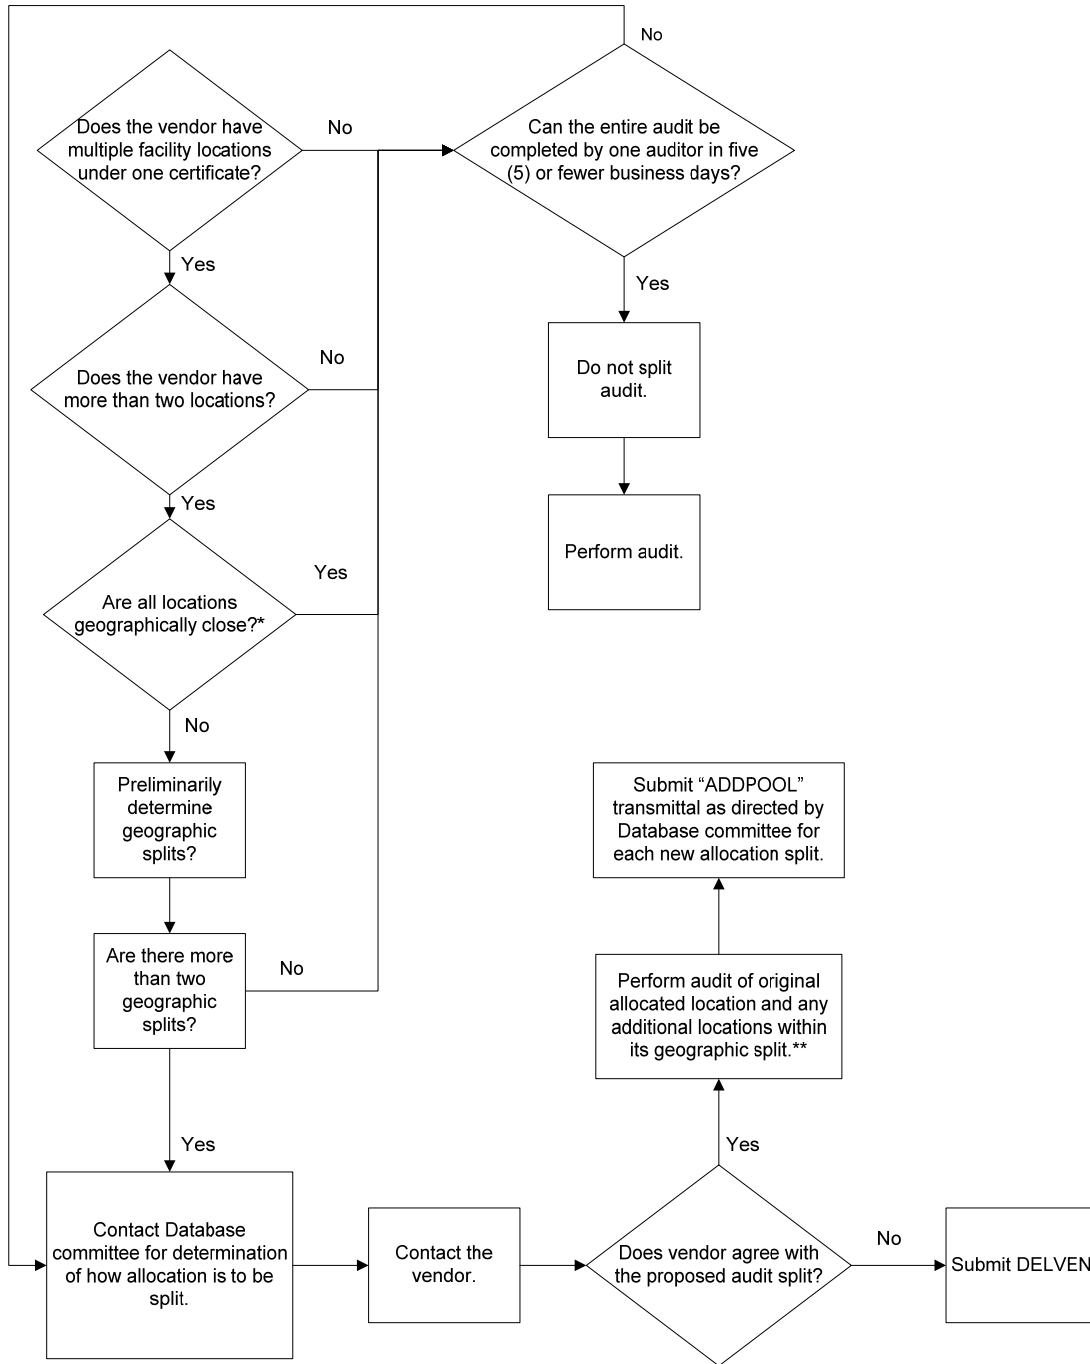 No
Does the vendor have
multiple facility locations
under one certificate?
No
Can the entire audit be
completed by one auditor in five
(5) or fewer business days?
Yes
Yes
Does the vendor have
more than two locations?
No
Do not split
audit.
Yes
Perform audit.
Are all locations
geographically close?*
Yes
No
Preliminarily
determine
geographic
splits?
Submit “ADDPOOL”
transmittal as directed by
Database committee for
each new allocation split.
Are there more
than two
geographic
splits?
No
Perform audit of original
allocated location and any
additional locations within
its geographic split.**
Yes
Yes
Contact Database
committee for determination
of how allocation is to be
split.
Contact the
vendor.
Does vendor agree with
the proposed audit split?
No
Submit DELVEN